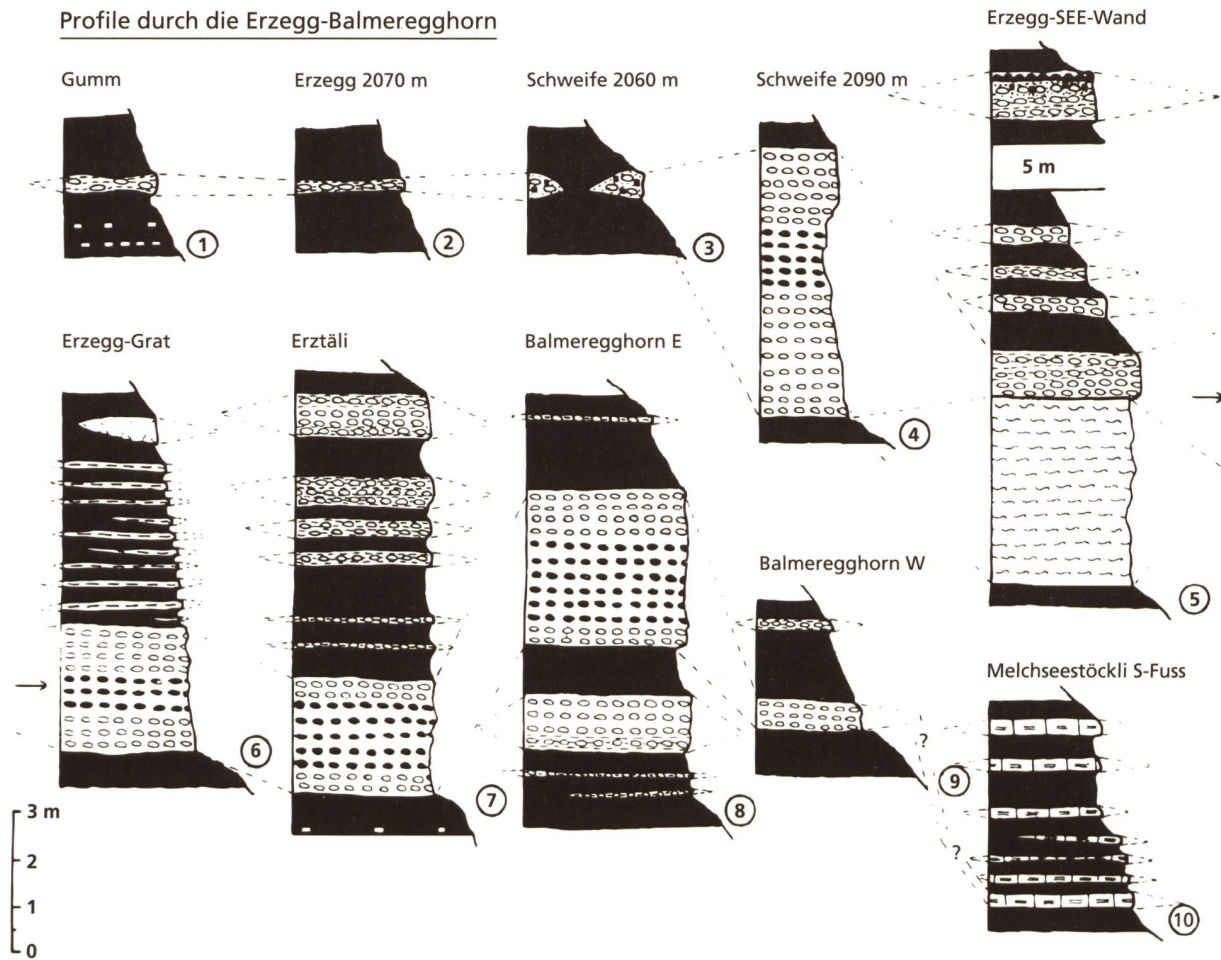 Profile durch die Erzegg-Balmeregghorn
Erzegg-SEE-Wand
Gumm
Erzegg 2070 m
Schweife 2060 m
Schweife 2090 m
5 m
1
2
3
4
5
Erzegg-Grat
Erztäli
Balmeregghorn E
Balmeregghorn W
Melchseestöckli S-Fuss
6
7
8
9
10
?
?
3 m
2
1
0